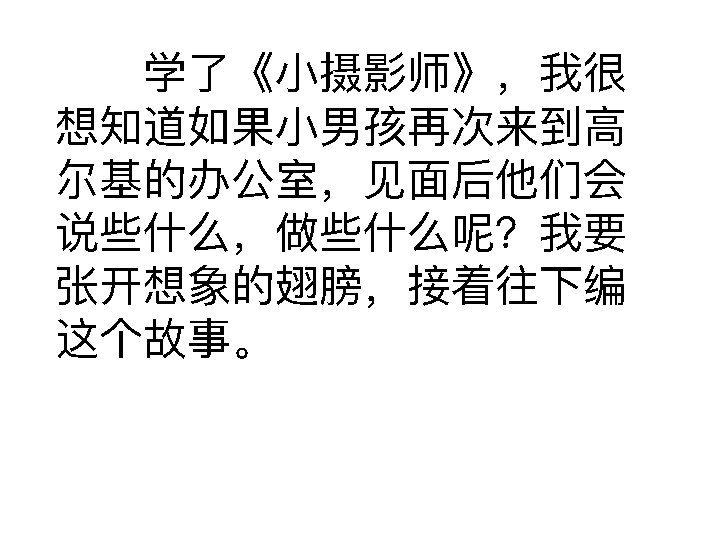 学了《小摄影师》，我很
想知道如果小男孩再次来到高
尔基的办公室，见面后他们会
说些什么，做些什么呢？我要
张开想象的翅膀，接着往下编
这个故事。